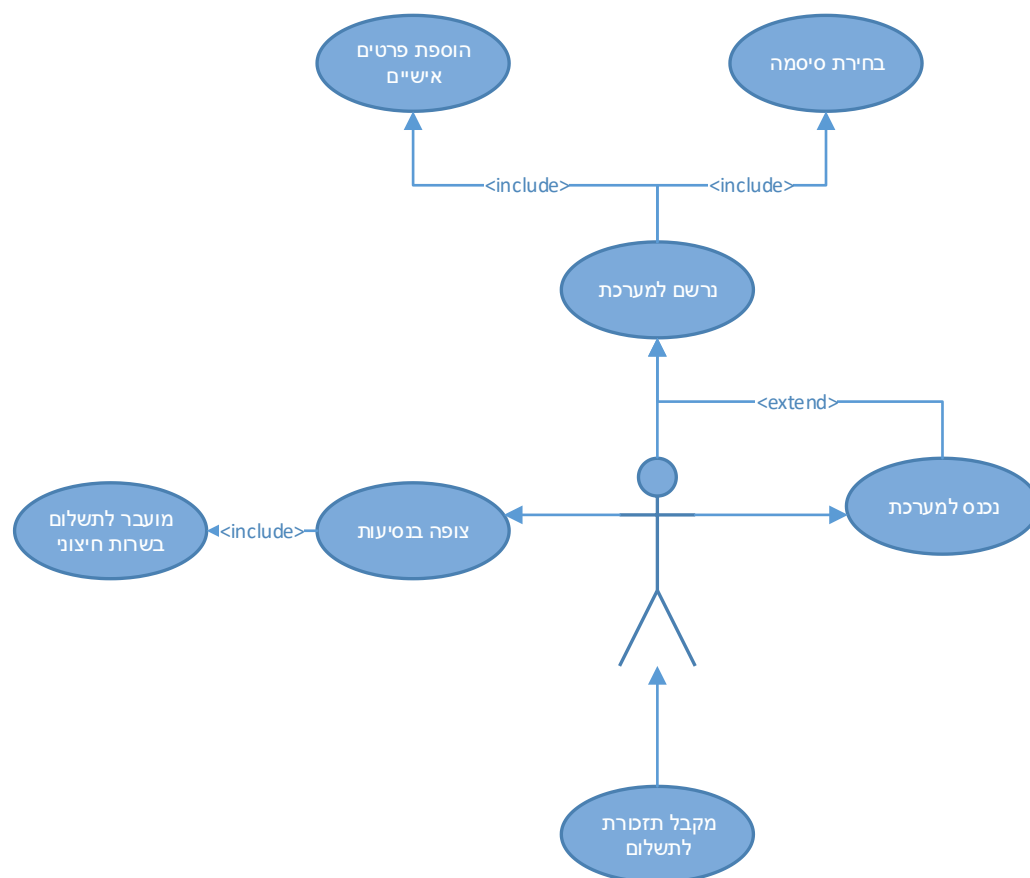 הוספת פרטים
אישיים
בחירת סיסמה
<include>
<include>
נרשם למערכת
<extend>
נכנס למערכת
צופה בנסיעות
<include>
מועבר לתשלום
בשרות חיצוני
מקבל תזכורת
לתשלום